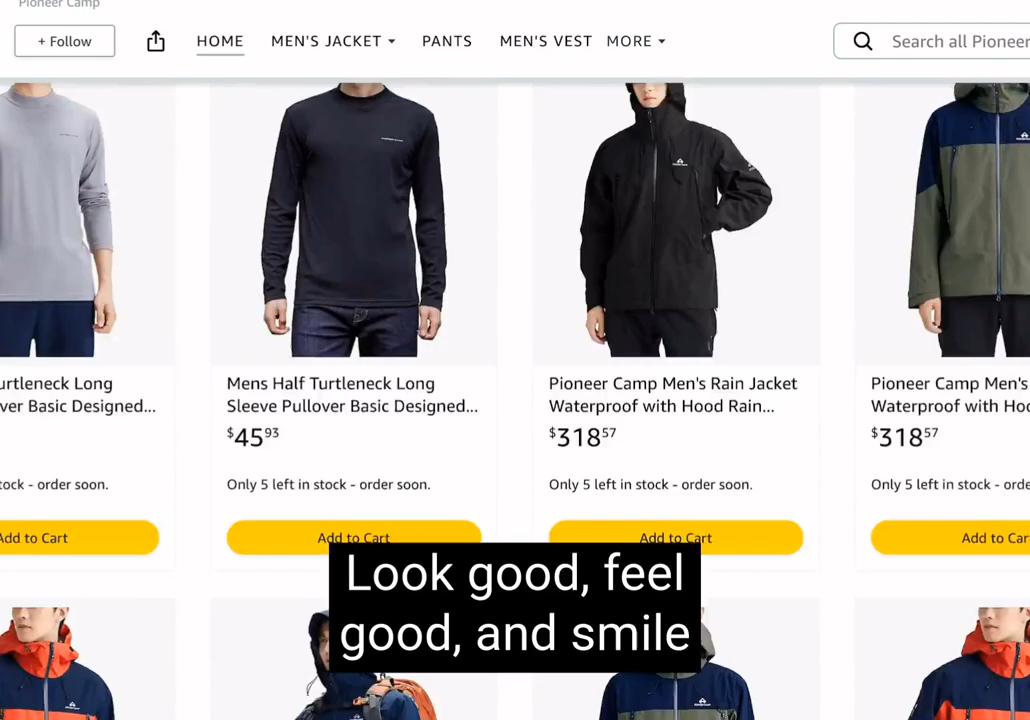 Pioneer Camp
+ Follow
HOME
MEN'S JACKET
PANTS
MEN'S VEST
MORE
Search all Pioneer
urtleneck Long
ver Basic Designed...
tock - order soon.
Add to Cart
Mens Half Turtleneck Long
Sleeve Pullover Basic Designed...
$45 93
Only 5 left in stock - order soon.
Add to Cart
Pioneer Camp Men's Rain Jacket
Waterproof with Hood Rain...
$318 57
Only 5 left in stock - order soon.
Add to Cart
Pioneer Camp Men's
Waterproof with Hoo
$318 57
Only 5 left in stock - orde
Add to Car
Look good, feel
good, and smile